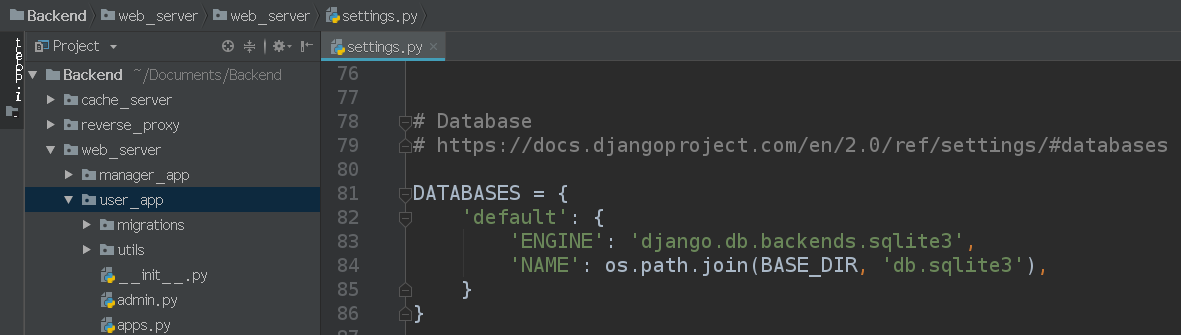 Backend web_server web_server settings.py
Project
settings.py
Backend ~/Documents/Backend
cache_server
reverse_proxy
web_server
manager_app
user_app
migrations
utils
__init__.py
admin.py
apps.py
76
77
78 # Database
79 # https://docs.djangoproject.com/en/2.0/ref/settings/#databases
80
81 DATABASES = {
82 'default': {
83 'ENGINE': 'django.db.backends.sqlite3',
84 'NAME': os.path.join(BASE_DIR, 'db.sqlite3'),
85 }
86 }